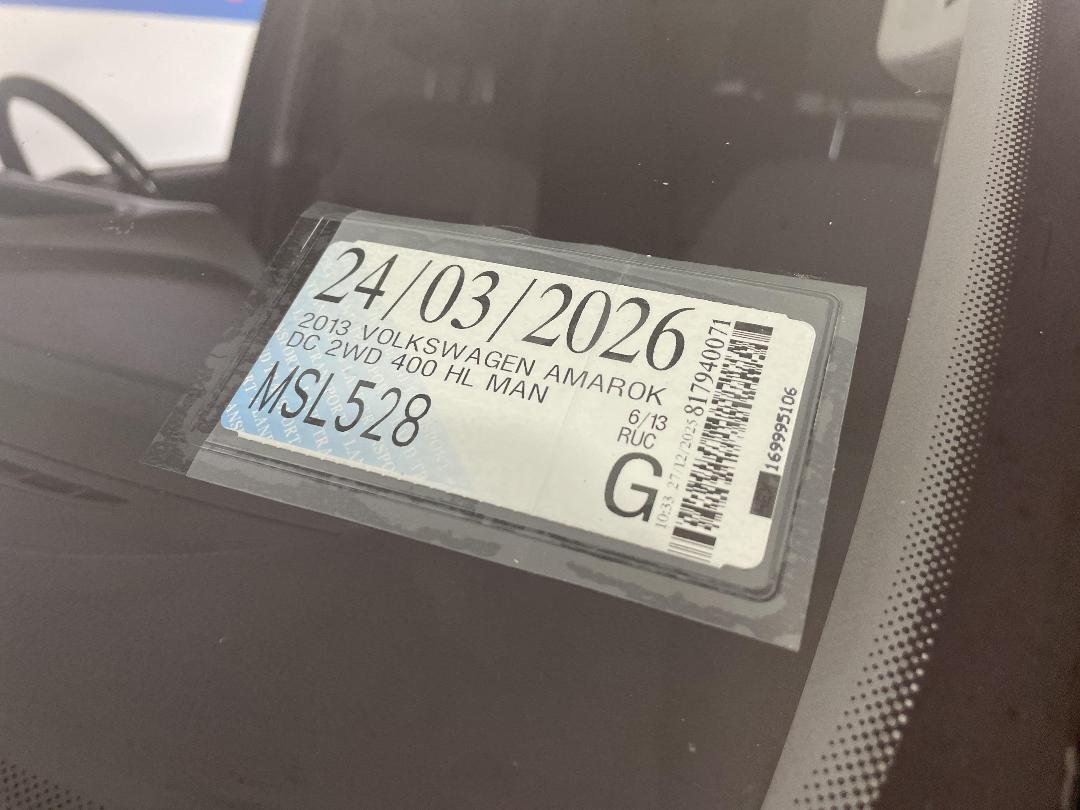 24/03/2026
2013 VOLKSWAGEN AMAROK
DC 2WD 400 HL MAN
MSL528
6/13
RUC
G
10:33 27/12/2025 817940071
169995106